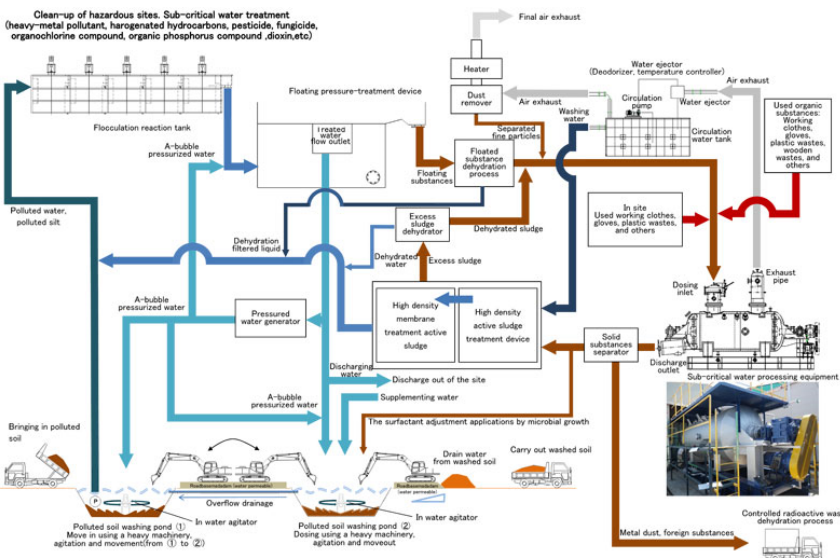 Clean-up of hazardous sites. Sub-critical water treatment
(heavy-metal pollutant, harogenated hydrocarbons, pesticide, fungicide,
organochlorine compound, organic phosphorus compound ,dioxin,etc)
Final air exhaust
Heater
Dust
remover
Air exhaust
Water ejector
(Deodorizer, temperature controller)
Air exhaust
Circulation
pump
Water ejector
Washing
water
Circulation
water tank
Used organic
substances:
Working
clothes,
gloves,
plastic wastes,
wooden
wastes, and
others
Floating pressure-treatment device
Flocculation reaction tank
Treated
water
flow outlet
A-bubble
pressurized water
Separated
fine particles
Floated
substance
dehydration
process
Floating
substances
Polluted water,
polluted silt
In site
Used working clothes,
gloves, plastic wastes,
and others
Excess
sludge
dehydrator
Dehydrated sludge
Dehydration
filtered liquid
Dehydrated
water
Excess sludge
Exhaust
pipe
Dosing
inlet
A-bubble
pressurized water
Pressured
water generator
High density
membrane
treatment active
sludge
High density
active sludge
treatment device
Solid
substances
separator
Discharge
outlet
Sub-critical water processing equipment
Discharging
water
Discharge out of the site
A-bubble
pressurized water
Supplementing water
The surfactant adjustment applications by microbial growth
Bringing in polluted
soil
Drain water
from washed soil
Carry out washed soil
(water permeable)
(water permeable)
P
Overflow drainage
In water agitator
In water agitator
Polluted soil washing pond ①
Move in using a heavy machinery,
agitation and movement(from ① to ②)
Polluted soil washing pond ②
Dosing using a heavy machinery,
agitation and moveout
Metal dust, foreign substances
Controlled radioactive was
dehydration process